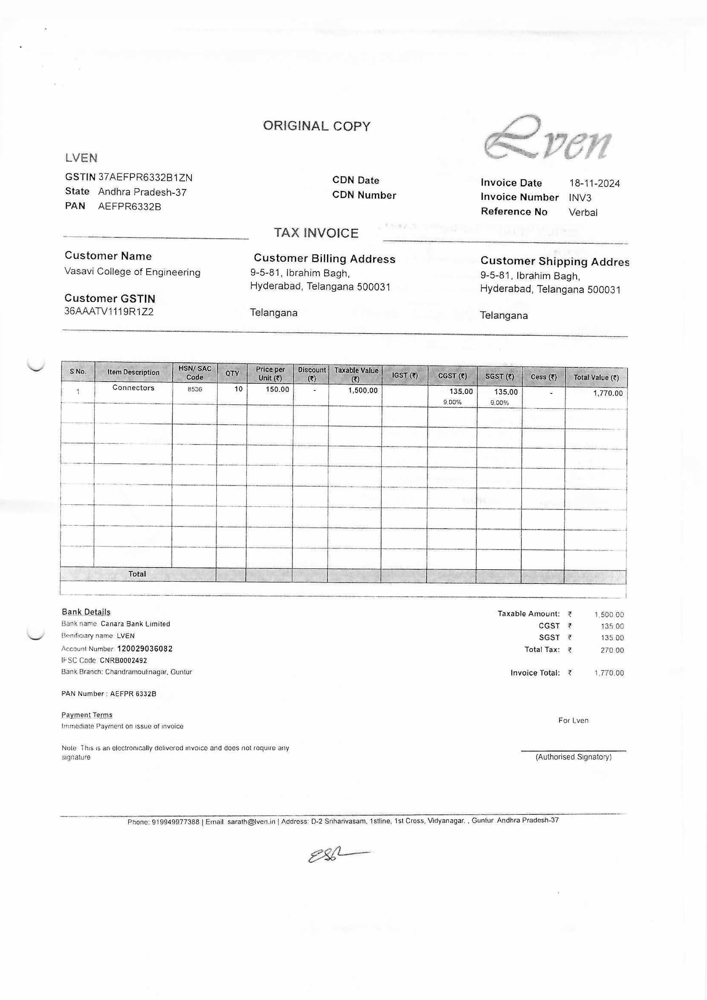 ORIGINAL COPY
Lven
LVEN
GSTIN 37AEFPR6332B1ZN
State Andhra Pradesh-37
PAN AEFPR6332B
CDN Date
CDN Number
Invoice Date 18-11-2024
Invoice Number INV3
Reference No Verbal
TAX INVOICE
Customer Name
Vasavi College of Engineering
Customer GSTIN
36AAATV1119R1Z2
Customer Billing Address
9-5-81, Ibrahim Bagh,
Hyderabad, Telangana 500031
Telangana
Customer Shipping Addres
9-5-81, Ibrahim Bagh,
Hyderabad, Telangana 500031
Telangana
S No. Item Description HSN/ SAC Code QTY Price per Unit (₹) Discount (₹) Taxable Value (₹) IGST (₹) CGST (₹) SGST (₹) Cess (₹) Total Value (₹)
1 Connectors 8536 10 150.00 - 1,500.00 135.00 135.00 - 1,770.00
9.00% 9.00%
Total
Bank Details
Bank name Canara Bank Limited
Benificiary name LVEN
Account Number 120029036082
IFSC Code CNRB0002492
Bank Branch: Chandramoulinagar, Guntur
PAN Number : AEFPR 6332B
Taxable Amount: ₹ 1,500.00
CGST ₹ 135.00
SGST ₹ 135.00
Total Tax: ₹ 270.00
Invoice Total: ₹ 1,770.00
Payment Terms
Immediate Payment on issue of invoice
For Lven
Note: This is an electronically delivered invoice and does not require any
signature
(Authorised Signatory)
Phone: 919949977388 | Email sarath@lven.in | Address: D-2 Sriharivasam, 1stline, 1st Cross, Vidyanagar, , Guntur Andhra Pradesh-37